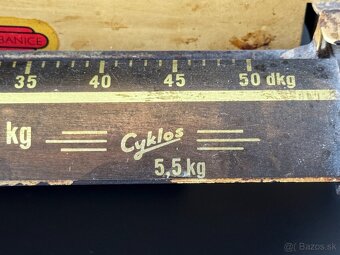 BANICE
35 40 45 50 dkg
kg
Cyklos
5,5 kg
© Bazos.sk